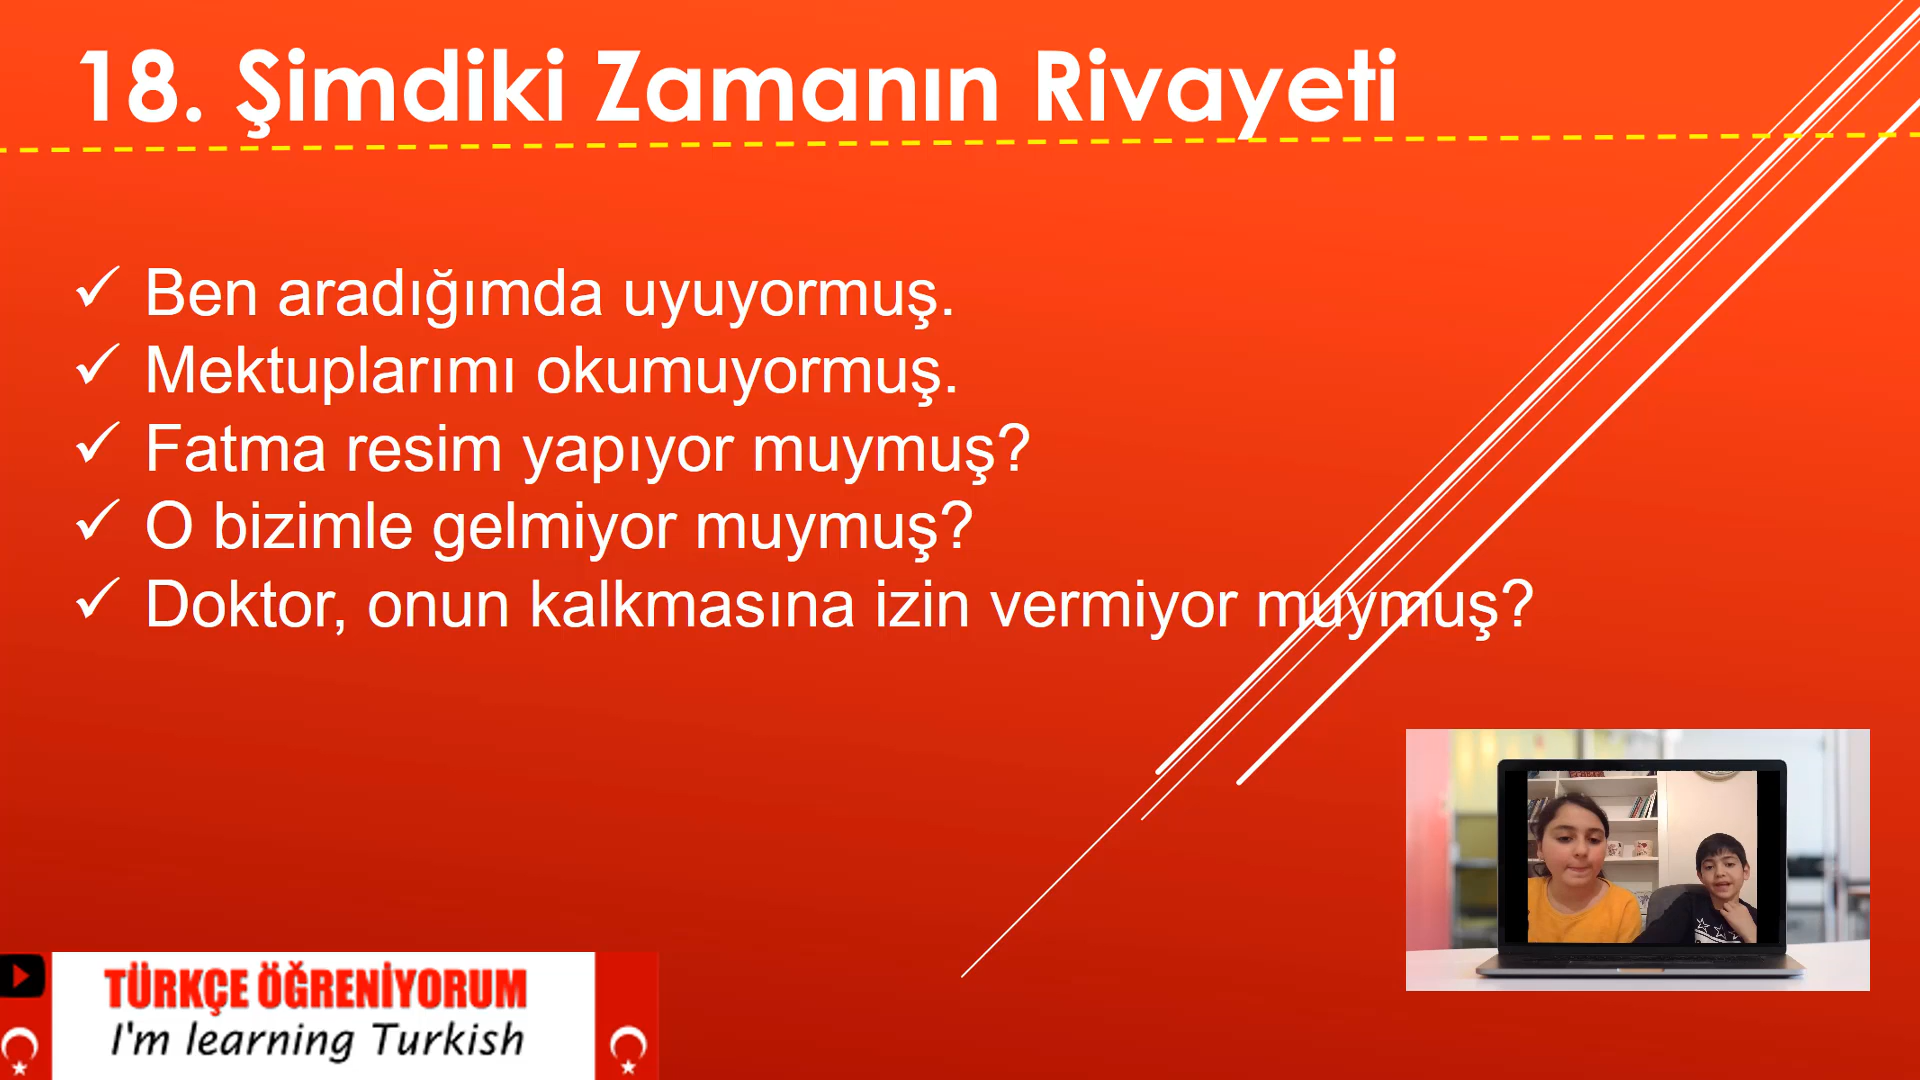 18. Şimdiki Zamanın Rivayeti
✓ Ben aradığımda uyuyormuş.
✓ Mektuplarımı okumuyormuş.
✓ Fatma resim yapıyor muymuş?
✓ O bizimle gelmiyor muymuş?
✓ Doktor, onun kalkmasına izin vermiyor muymuş?
TÜRKÇE ÖĞRENİYORUM
I'm learning Turkish